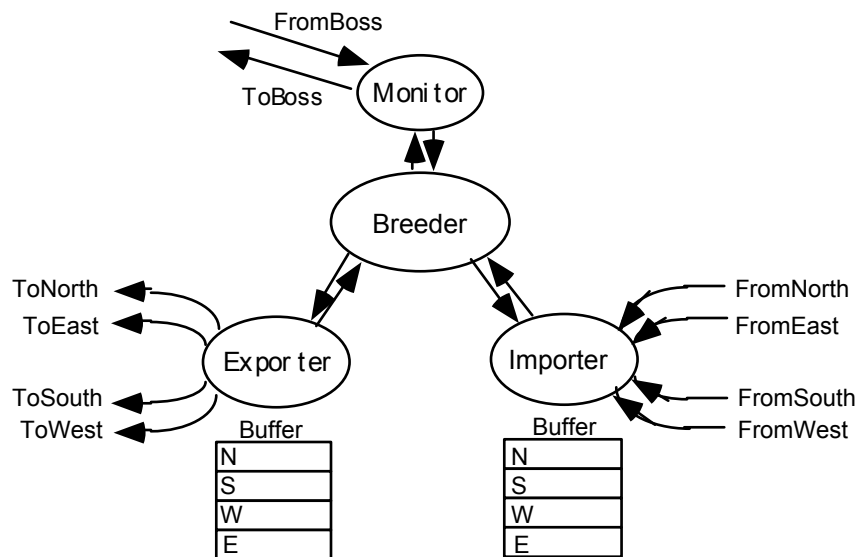 FromBoss
ToBoss
Monitor
Breeder
ToNorth
ToEast
ToSouth
ToWest
Exporter
Buffer
N
S
W
E
Importer
Buffer
N
S
W
E
FromNorth
FromEast
FromSouth
FromWest